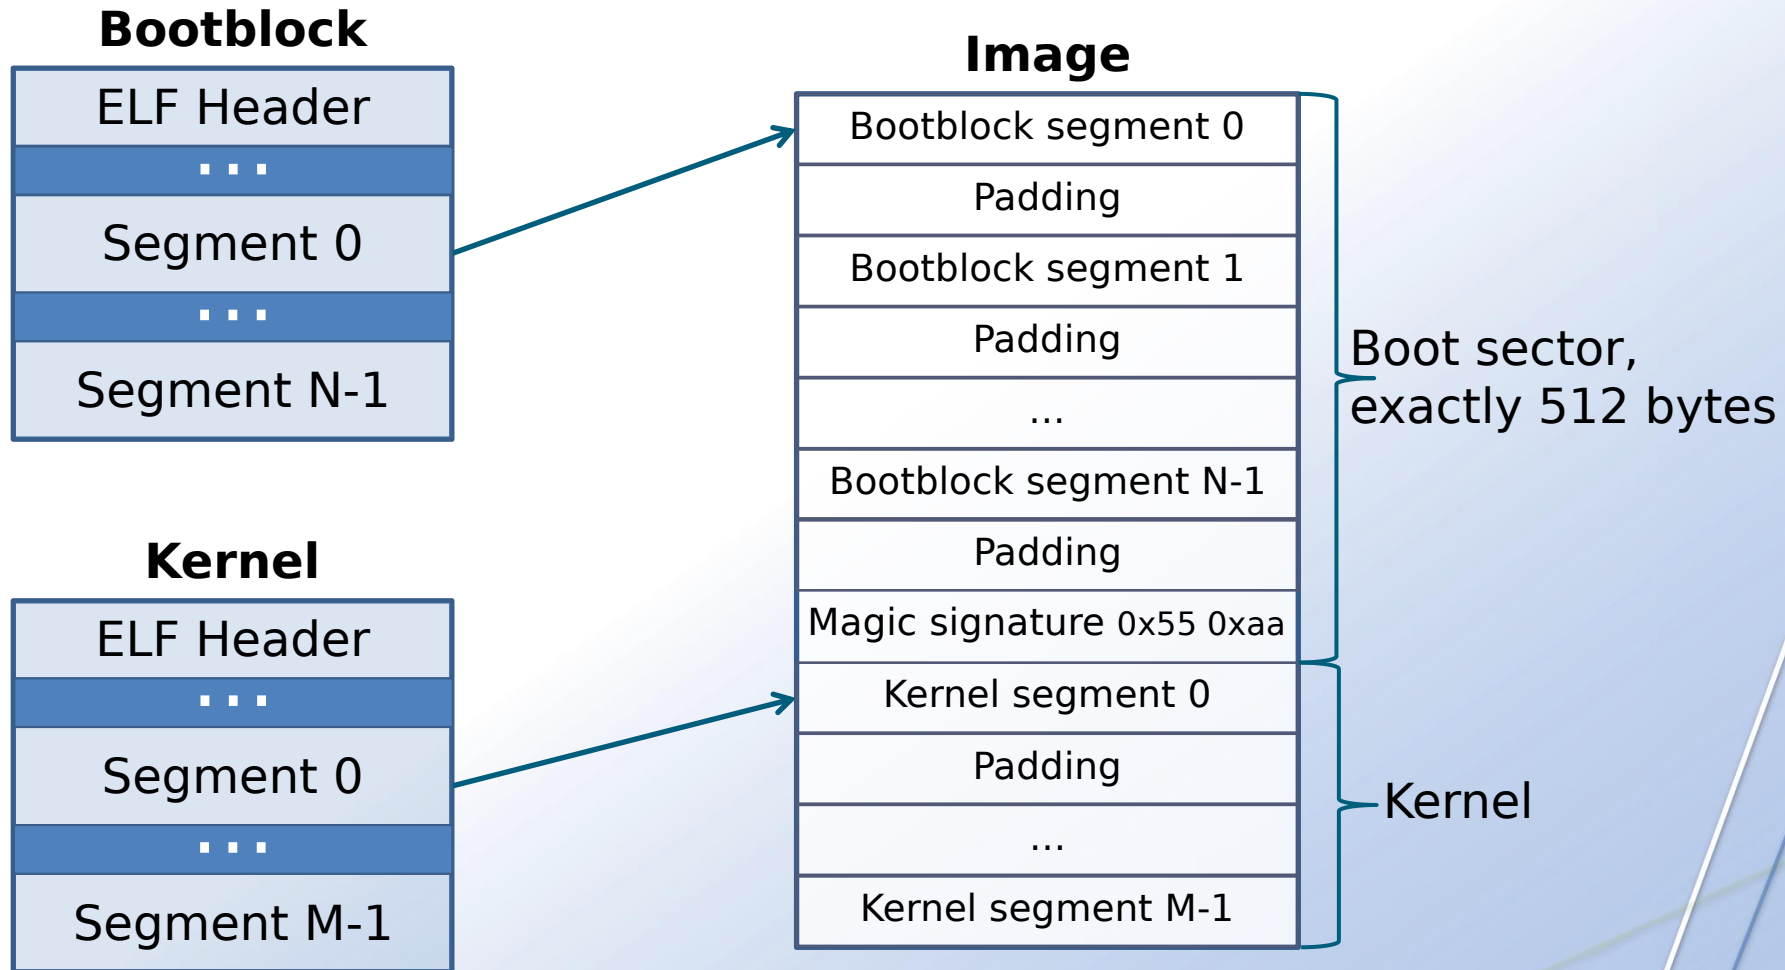 Bootblock
ELF Header
...
Segment 0
...
Segment N-1
Kernel
ELF Header
...
Segment 0
...
Segment M-1
Image
Bootblock segment 0
Padding
Bootblock segment 1
Padding
...
Bootblock segment N-1
Padding
Magic signature 0x55 0xaa
Kernel segment 0
Padding
...
Kernel segment M-1
Boot sector,
exactly 512 bytes
Kernel